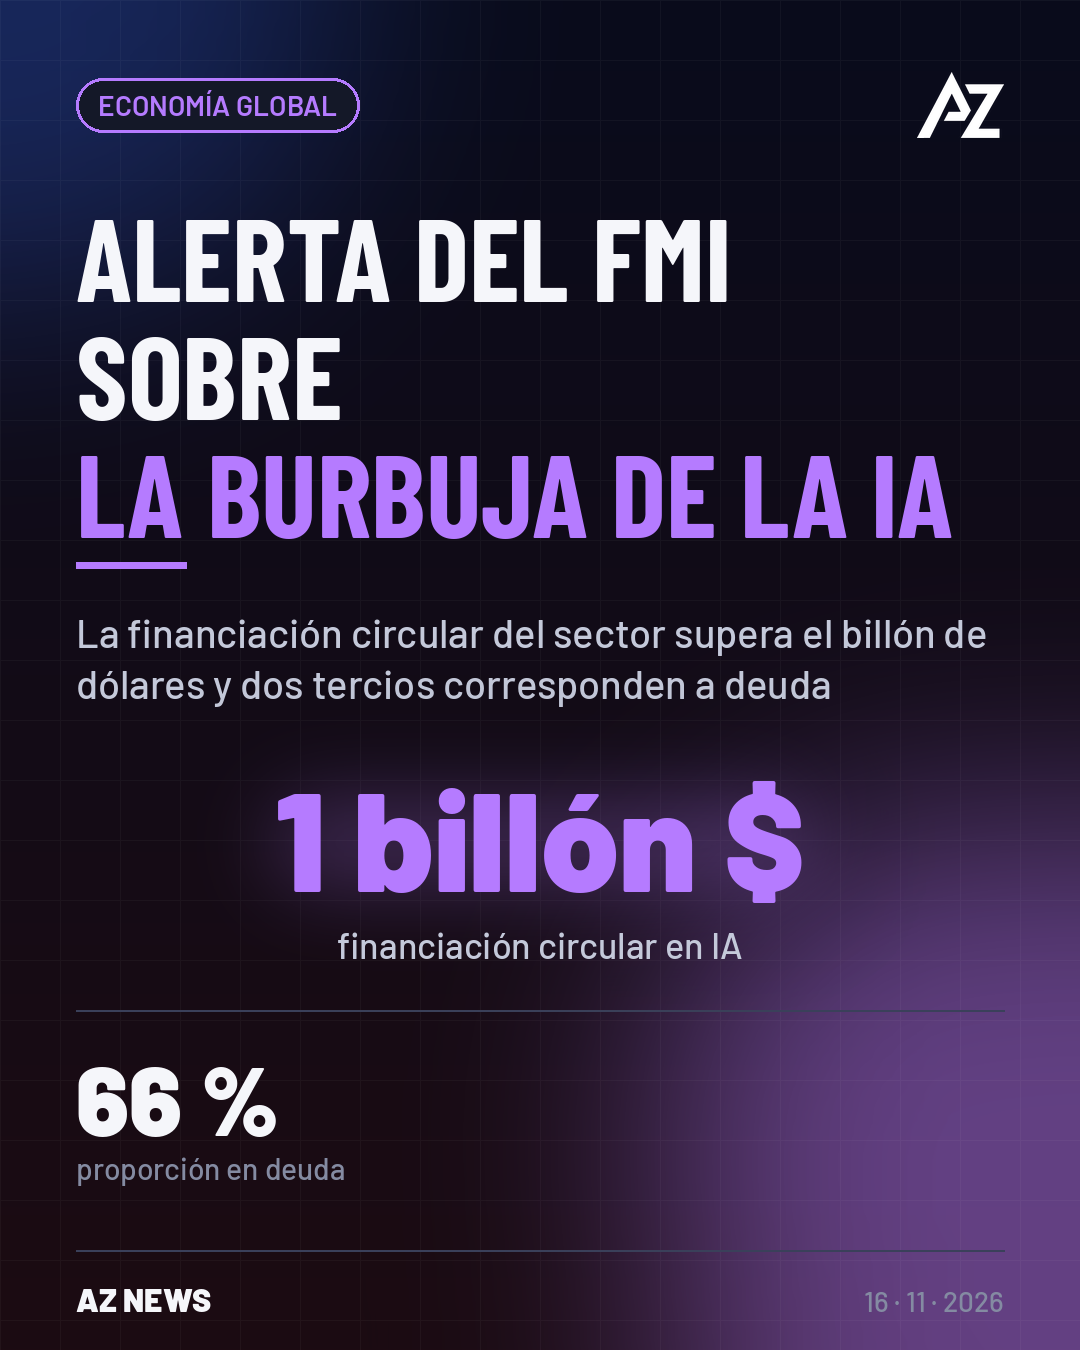 ECONOMÍA GLOBAL
AZ
ALERTA DEL FMI
SOBRE
LA BURBUJA DE LA IA
La financiación circular del sector supera el billón de
dólares y dos tercios corresponden a deuda
1 billón $
financiación circular en IA
66 %
proporción en deuda
AZ NEWS
16 · 11 · 2026